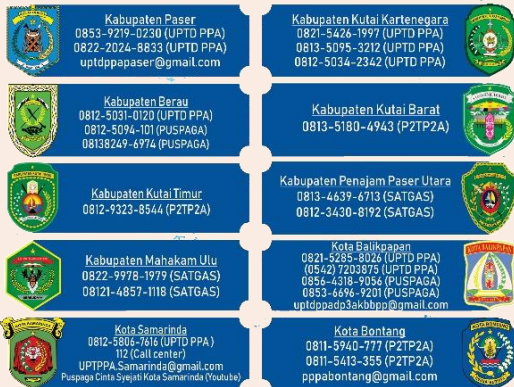 Kabupaten Paser
0853-9219-0230 (UPTD PPA)
0822-2024-8833 (UPTD PPA)
uptdppapaser@gmail.com
Kabupaten Kutai Kartenegara
0821-5426-1997 (UPTD PPA)
0813-5095-3212 (UPTD PPA)
0812-5034-2342 (UPTD PPA)
Kabupaten Berau
0812-5031-0120 (UPTD PPA)
0812-5094-101 (PUSPAGA)
08138249-6974 (PUSPAGA)
Kabupaten Kutai Barat
0813-5180-4943 (P2TP2A)
Kabupaten Kutai Timur
0812-9323-8544 (P2TP2A)
Kabupaten Penajam Paser Utara
0813-4639-6713 (SATGAS)
0812-3430-8192 (SATGAS)
Kabupaten Mahakam Ulu
0822-9978-1979 (SATGAS)
08121-4857-1118 (SATGAS)
Kota Balikpapan
0821-5285-8026 (UPTD PPA)
(0542) 7203875 (UPTD PPA)
0856-4318-9056 (PUSPAGA)
0853-6696-9201 (PUSPAGA)
uptdppadp3akbbpp@gmail.com
KOTA BALIKPAPAN
Kota Samarinda
0812-5806-7616 (UPTD PPA)
112 (Call center)
UPTPPA.Samarinda@gmail.com
Puspaga Cinta Syejati Kota Samarinda (Youtube)
Kota Bontang
0811-5940-777 (P2TP2A)
0811-5413-355 (P2TP2A)
pppabontang@gmail.com